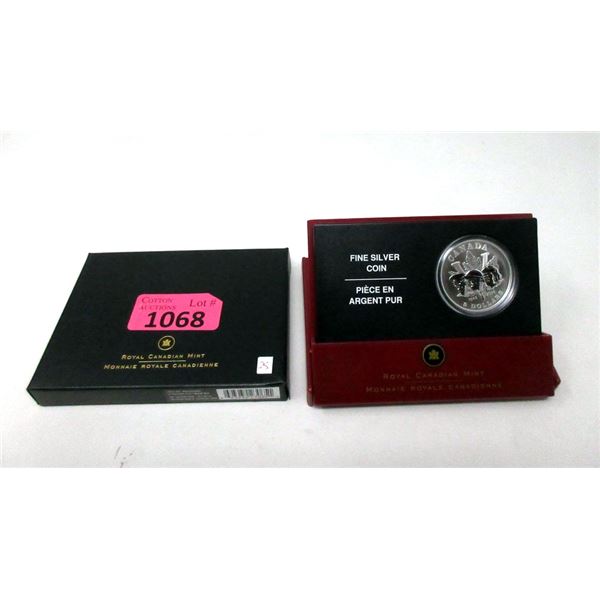 COTTON
AUCTIONS
Lot #
1068
ROYAL CANADIAN MINT
MONNAIE ROYALE CANADIENNE
FINE SILVER
COIN
PIÈCE EN
ARGENT PUR
CANADA
5 DOLLARS
ROYAL CANADIAN MINT
MONNAIE ROYALE CANADIENNE